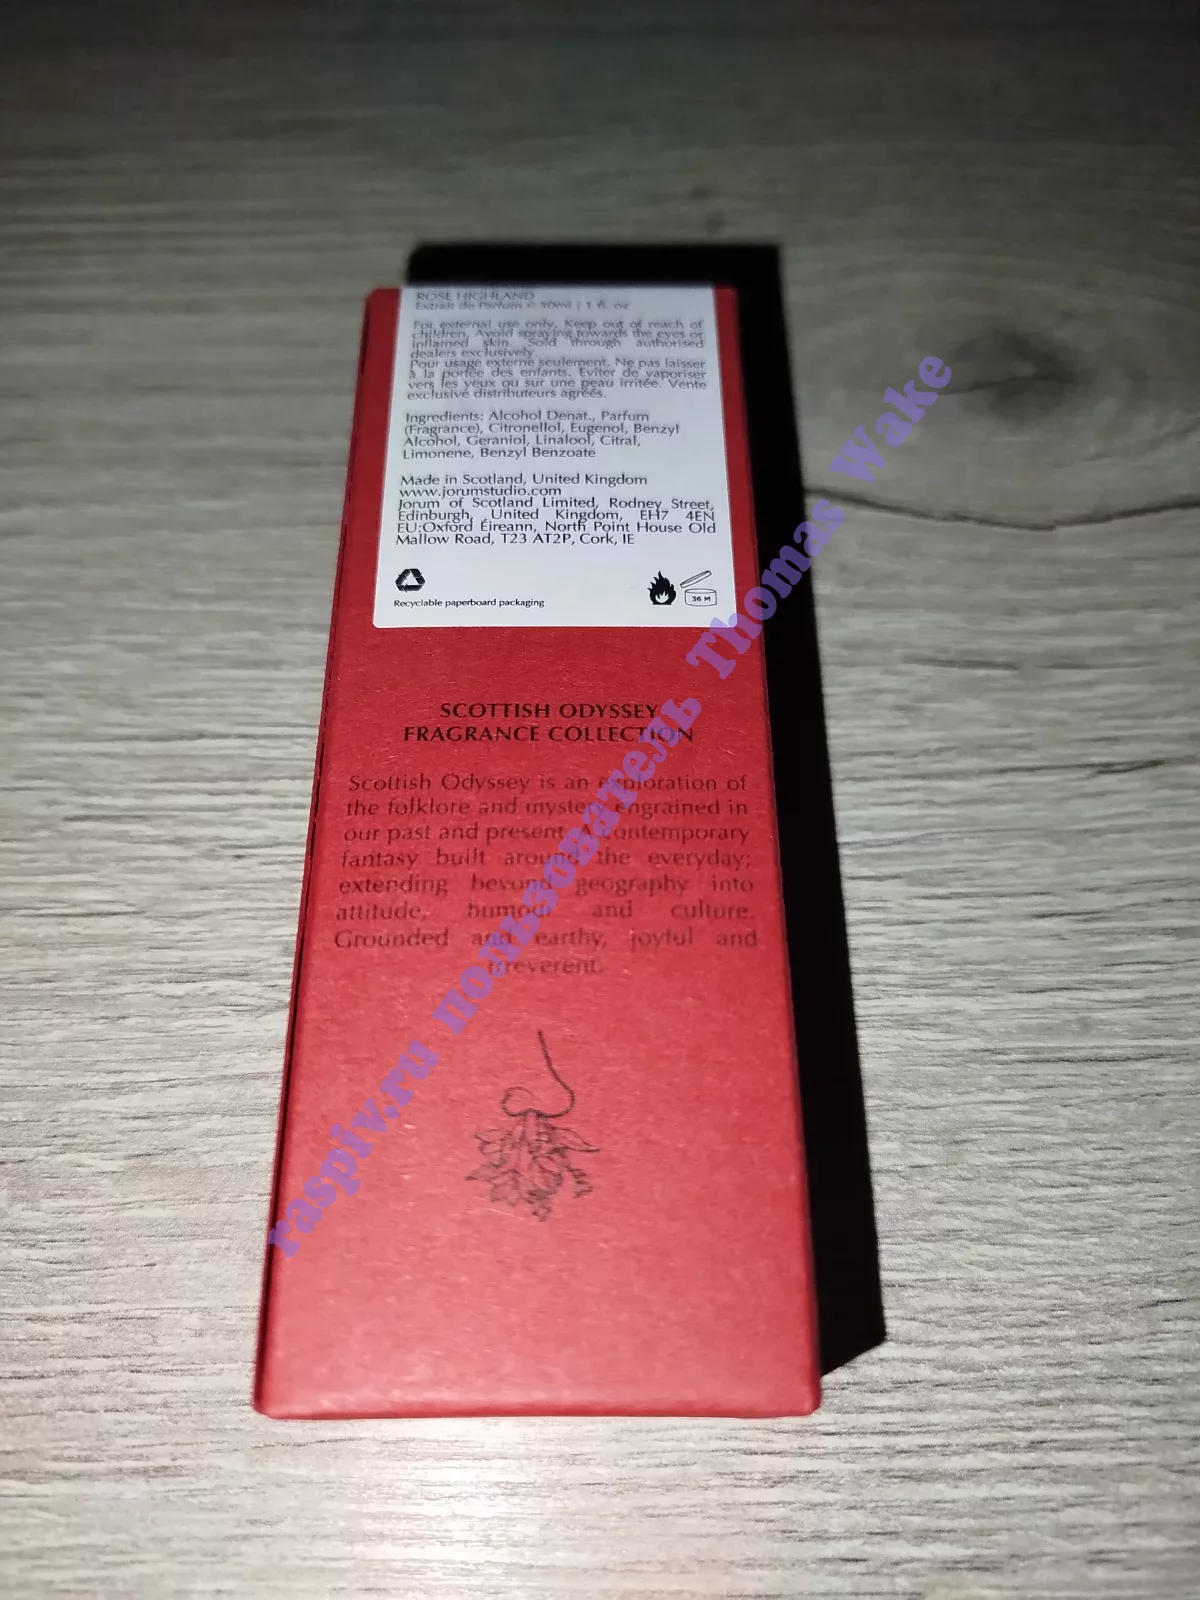 ROSE HIGHLAND
Extrait de Parfum e 30ml | 1 fl. oz
For external use only, Keep out of reach of
children. Avoid spraying towards the eyes or
inflamed skin. Sold through authorised
dealers exclusively
Pour usage externe seulement. Ne pas laisser
à la portée des enfants. Éviter de vaporiser
vers les yeux ou sur une peau irritée. Vente
exclusive distributeurs agréés.
Ingredients: Alcohol Denat., Parfum
(Fragrance), Citronellol, Eugenol, Benzyl
Alcohol, Geraniol, Linalool, Citral,
Limonene, Benzyl Benzoate
Made in Scotland, United Kingdom
www.jorumstudio.com
Jorum of Scotland Limited, Rodney Street,
Edinburgh, United Kingdom, EH7 4EN
EU:Oxford Éireann, North Point House Old
Mallow Road, T23 AT2P, Cork, IE
Recyclable paperboard packaging
36 M
SCOTTISH ODYSSEY
FRAGRANCE COLLECTION
Scottish Odyssey is an exploration of
the folklore and mystery engrained in
our past and present. A contemporary
fantasy built around the everyday;
extending beyond geography into
attitude, humour and culture.
Grounded and earthy, joyful and
irreverent.
raspiv.ru пользователь Thomas Wake